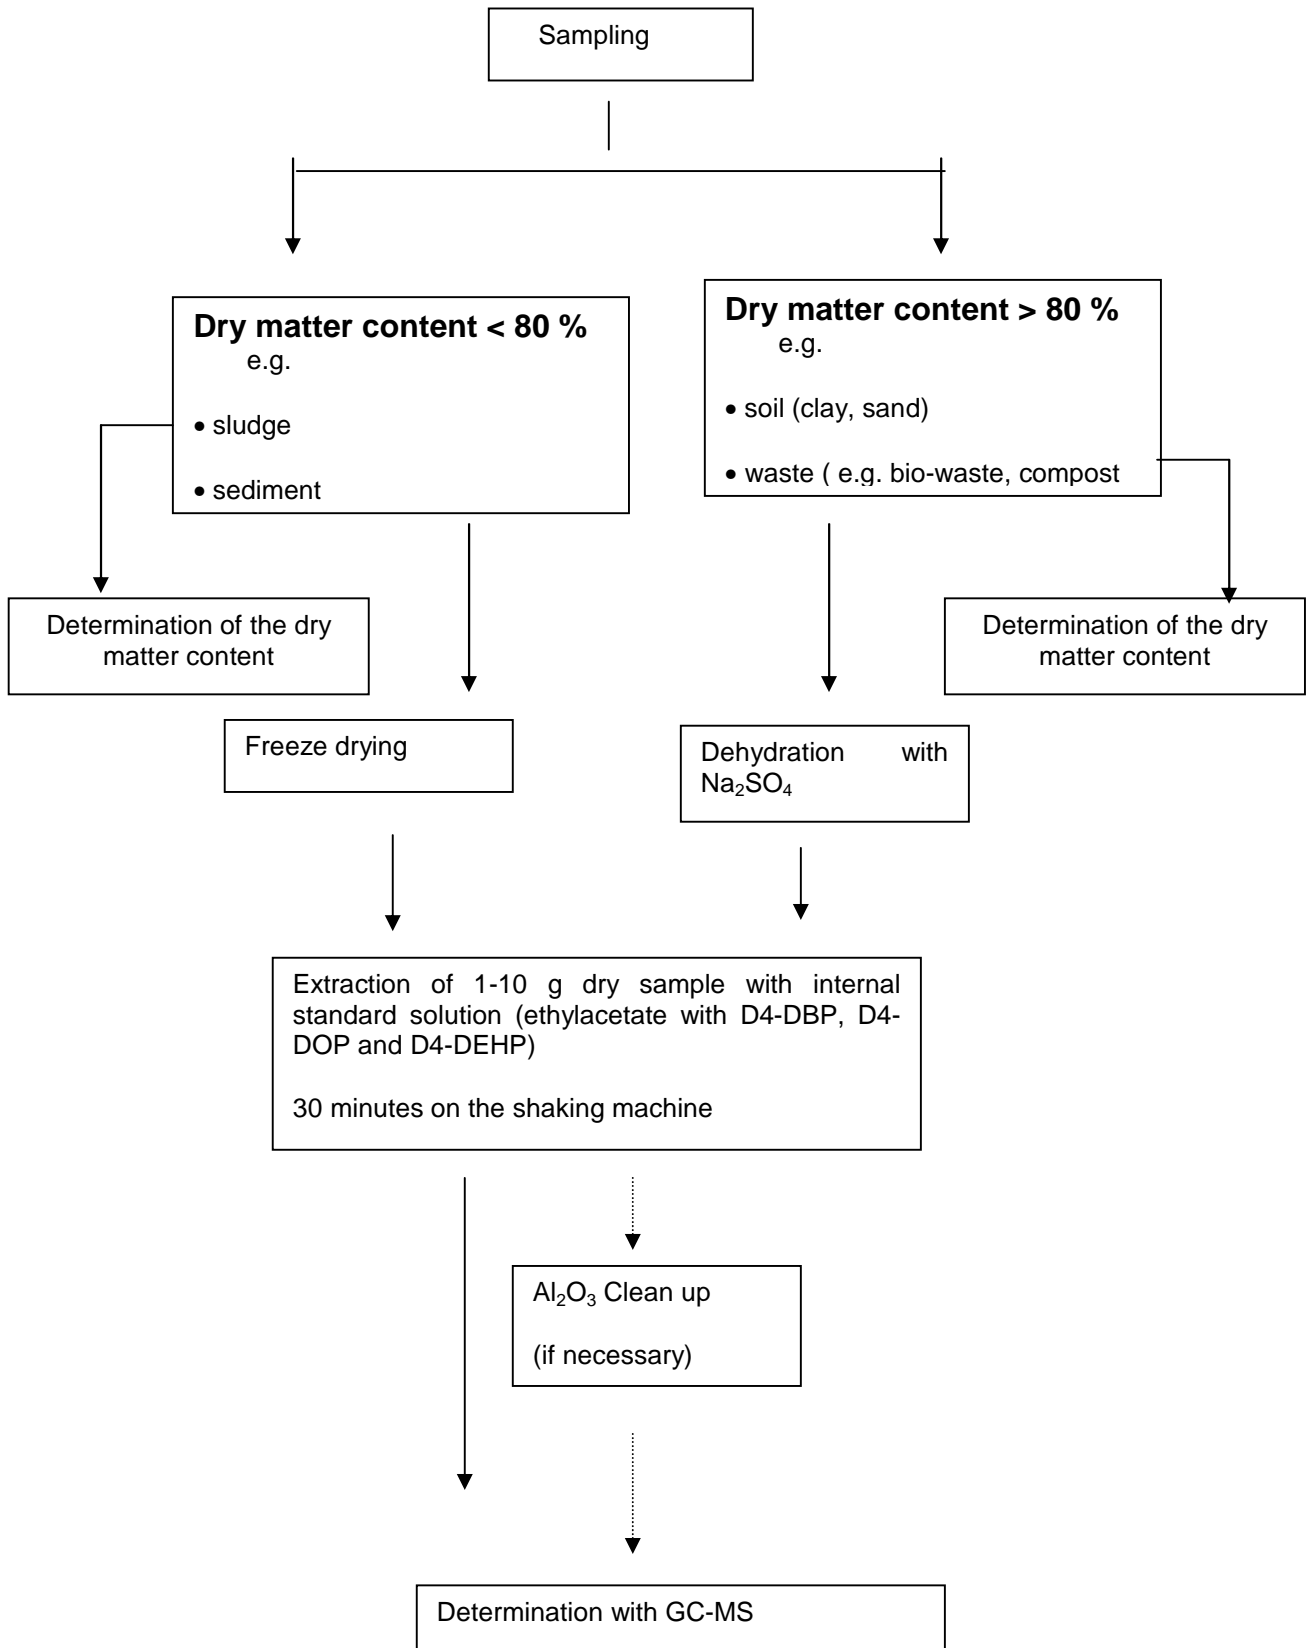 Sampling
Dry matter content < 80 %
e.g.
• sludge
• sediment
Dry matter content > 80 %
e.g.
• soil (clay, sand)
• waste ( e.g. bio-waste, compost
Determination of the dry
matter content
Determination of the dry
matter content
Freeze drying
Dehydration with
Na₂SO₄
Extraction of 1-10 g dry sample with internal
standard solution (ethylacetate with D4-DBP, D4-
DOP and D4-DEHP)
30 minutes on the shaking machine
Al₂O₃ Clean up
(if necessary)
Determination with GC-MS